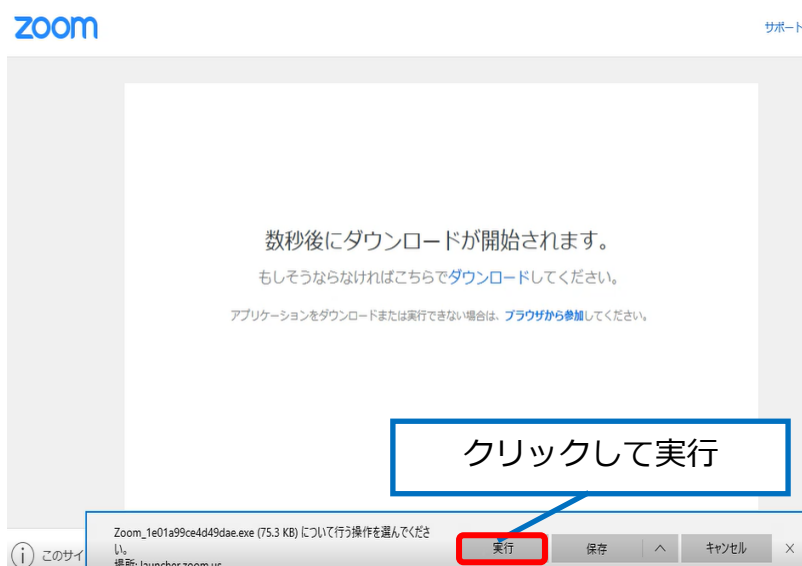 zoom
サポート
数秒後にダウンロードが開始されます。
もしそうならなければこちらでダウンロードしてください。
アプリケーションをダウンロードまたは実行できない場合は、ブラウザから参加してください。
クリックして実行
Zoom_1e01a99ce4d49dae.exe (75.3 KB) について行う操作を選んでくださ
い。
場所: launcher.zoom.us
実行
保存
キャンセル
このサイ